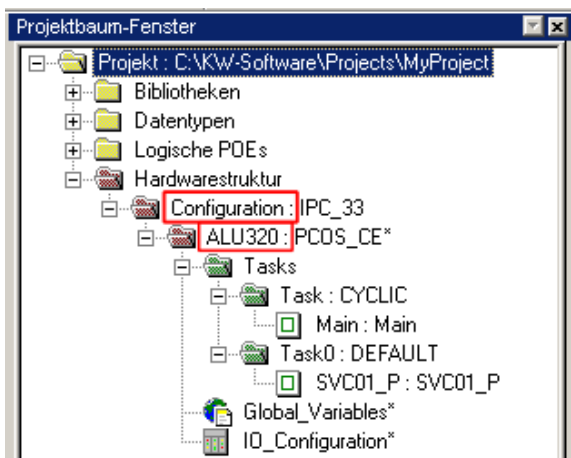 Projektbaum-Fenster
Projekt : C:\KW-Software\Projects\MyProject
Bibliotheken
Datentypen
Logische POEs
Hardwarestruktur
Configuration : IPC_33
ALU320 : PCOS_CE*
Tasks
Task : CYCLIC
Main : Main
Task0 : DEFAULT
SVC01_P : SVC01_P
Global_Variables*
IO_Configuration*